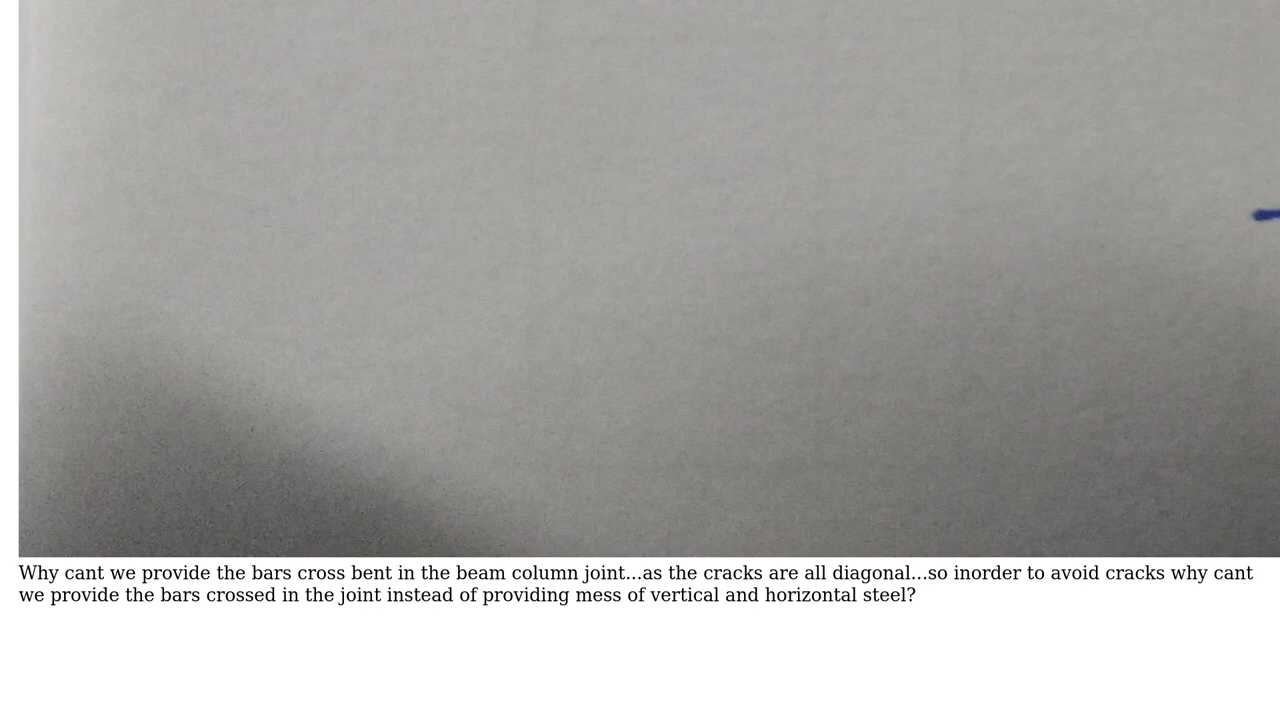 Why cant we provide the bars cross bent in the beam column joint...as the cracks are all diagonal...so inorder to avoid cracks why cant
we provide the bars crossed in the joint instead of providing mess of vertical and horizontal steel?